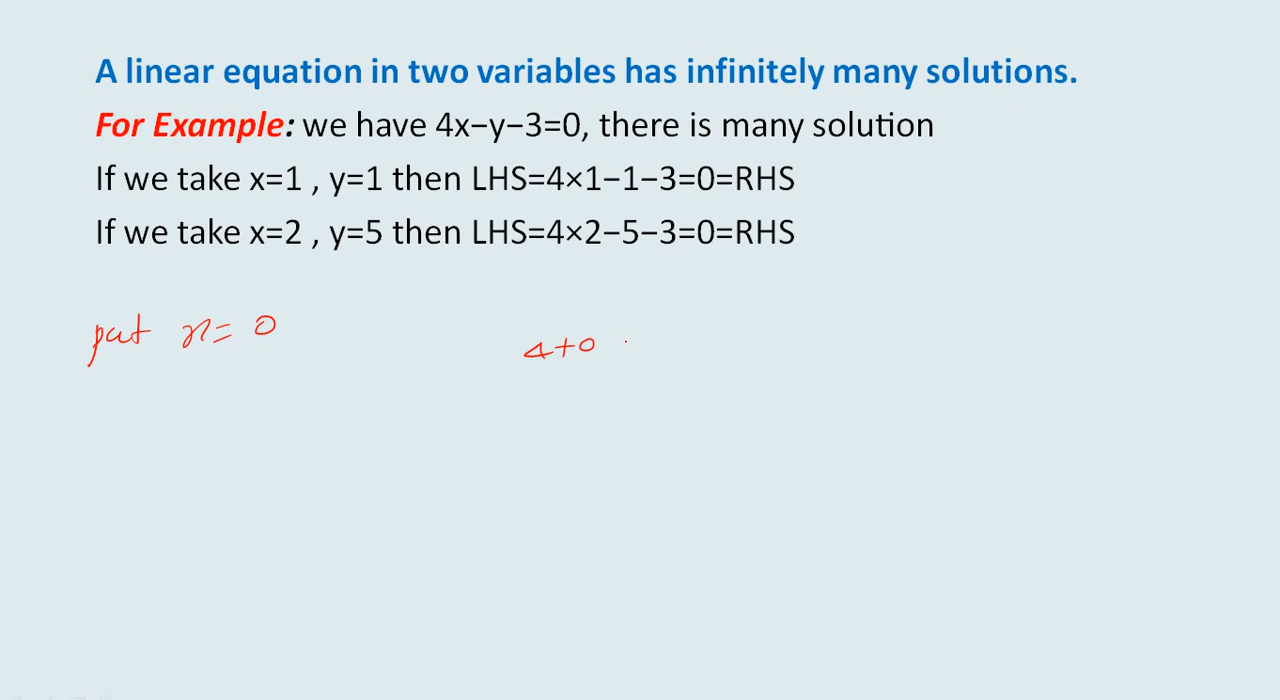 A linear equation in two variables has infinitely many solutions.
For Example: we have 4x−y−3=0, there is many solution
If we take x=1 , y=1 then LHS=4×1−1−3=0=RHS
If we take x=2 , y=5 then LHS=4×2−5−3=0=RHS
put x= 0
4+0